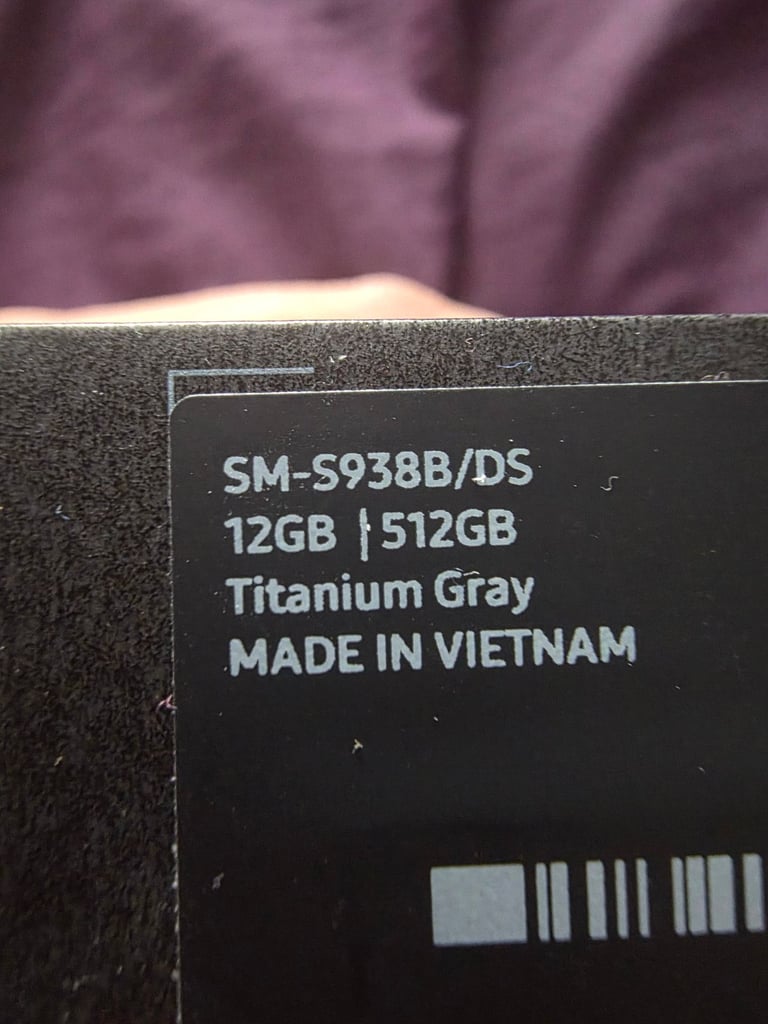 SM-S938B/DS
12GB | 512GB
Titanium Gray
MADE IN VIETNAM